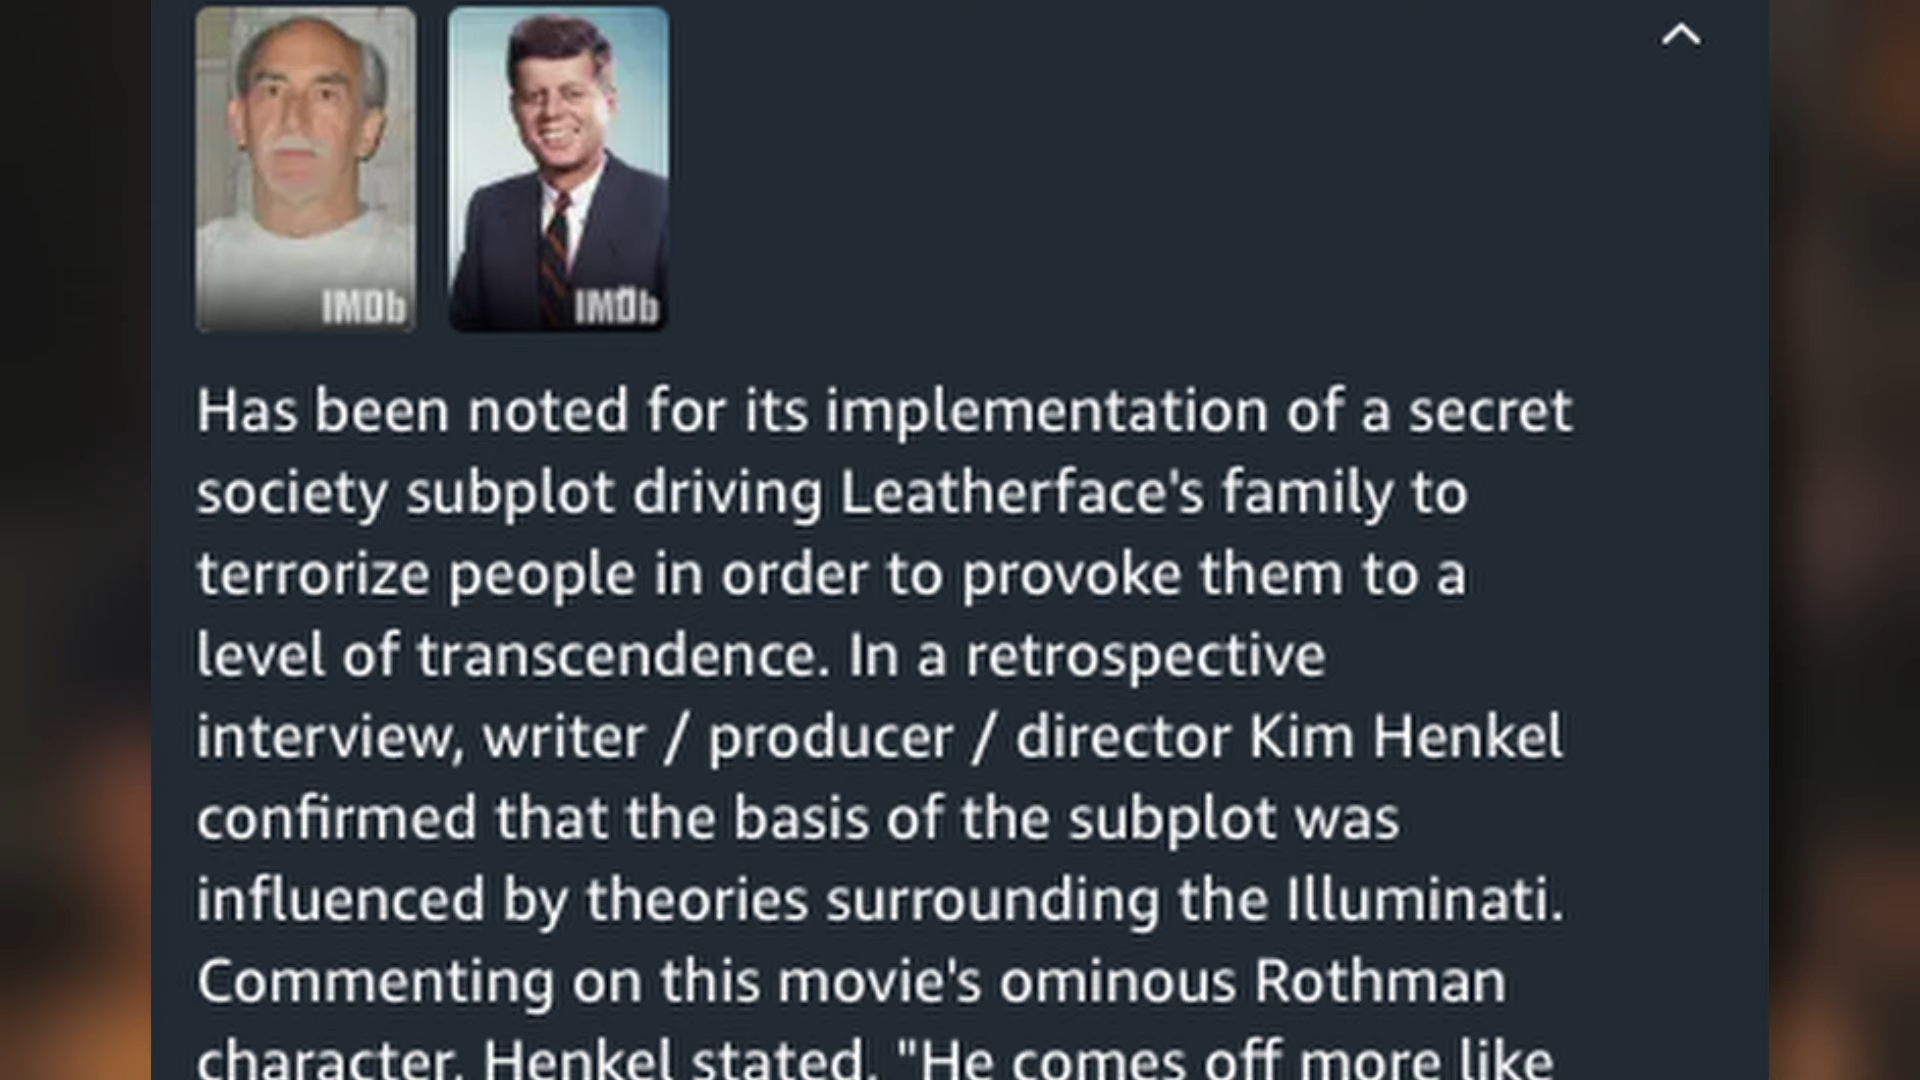 IMDb
IMDb
Has been noted for its implementation of a secret
society subplot driving Leatherface's family to
terrorize people in order to provoke them to a
level of transcendence. In a retrospective
interview, writer / producer / director Kim Henkel
confirmed that the basis of the subplot was
influenced by theories surrounding the Illuminati.
Commenting on this movie's ominous Rothman
character, Henkel stated, "He comes off more like